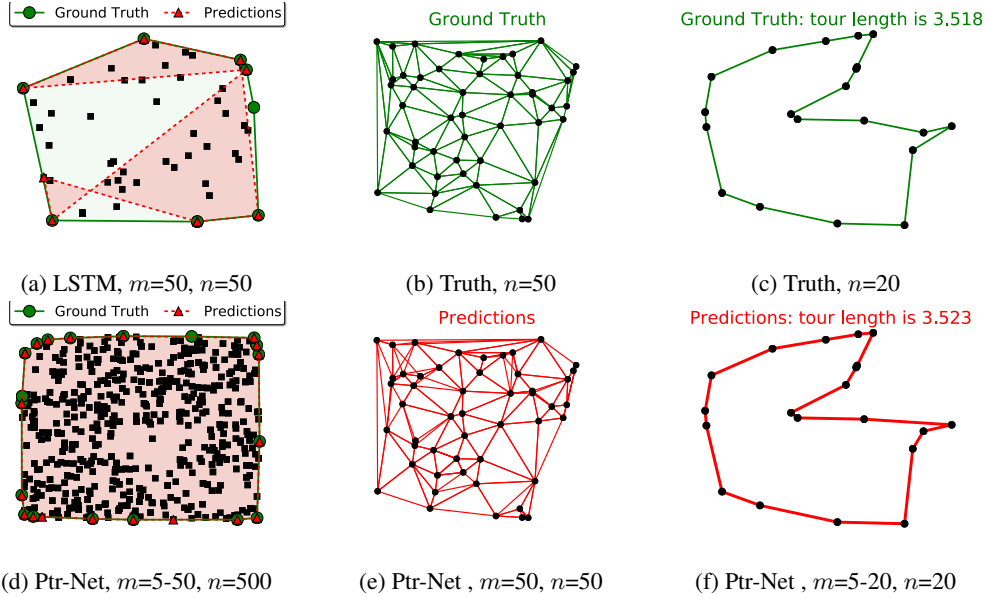 Ground Truth Predictions
Ground Truth
Ground Truth: tour length is 3.518
(a) LSTM, m=50, n=50
(b) Truth, n=50
(c) Truth, n=20
Ground Truth Predictions
Predictions
Predictions: tour length is 3.523
(d) Ptr-Net, m=5-50, n=500
(e) Ptr-Net , m=50, n=50
(f) Ptr-Net , m=5-20, n=20